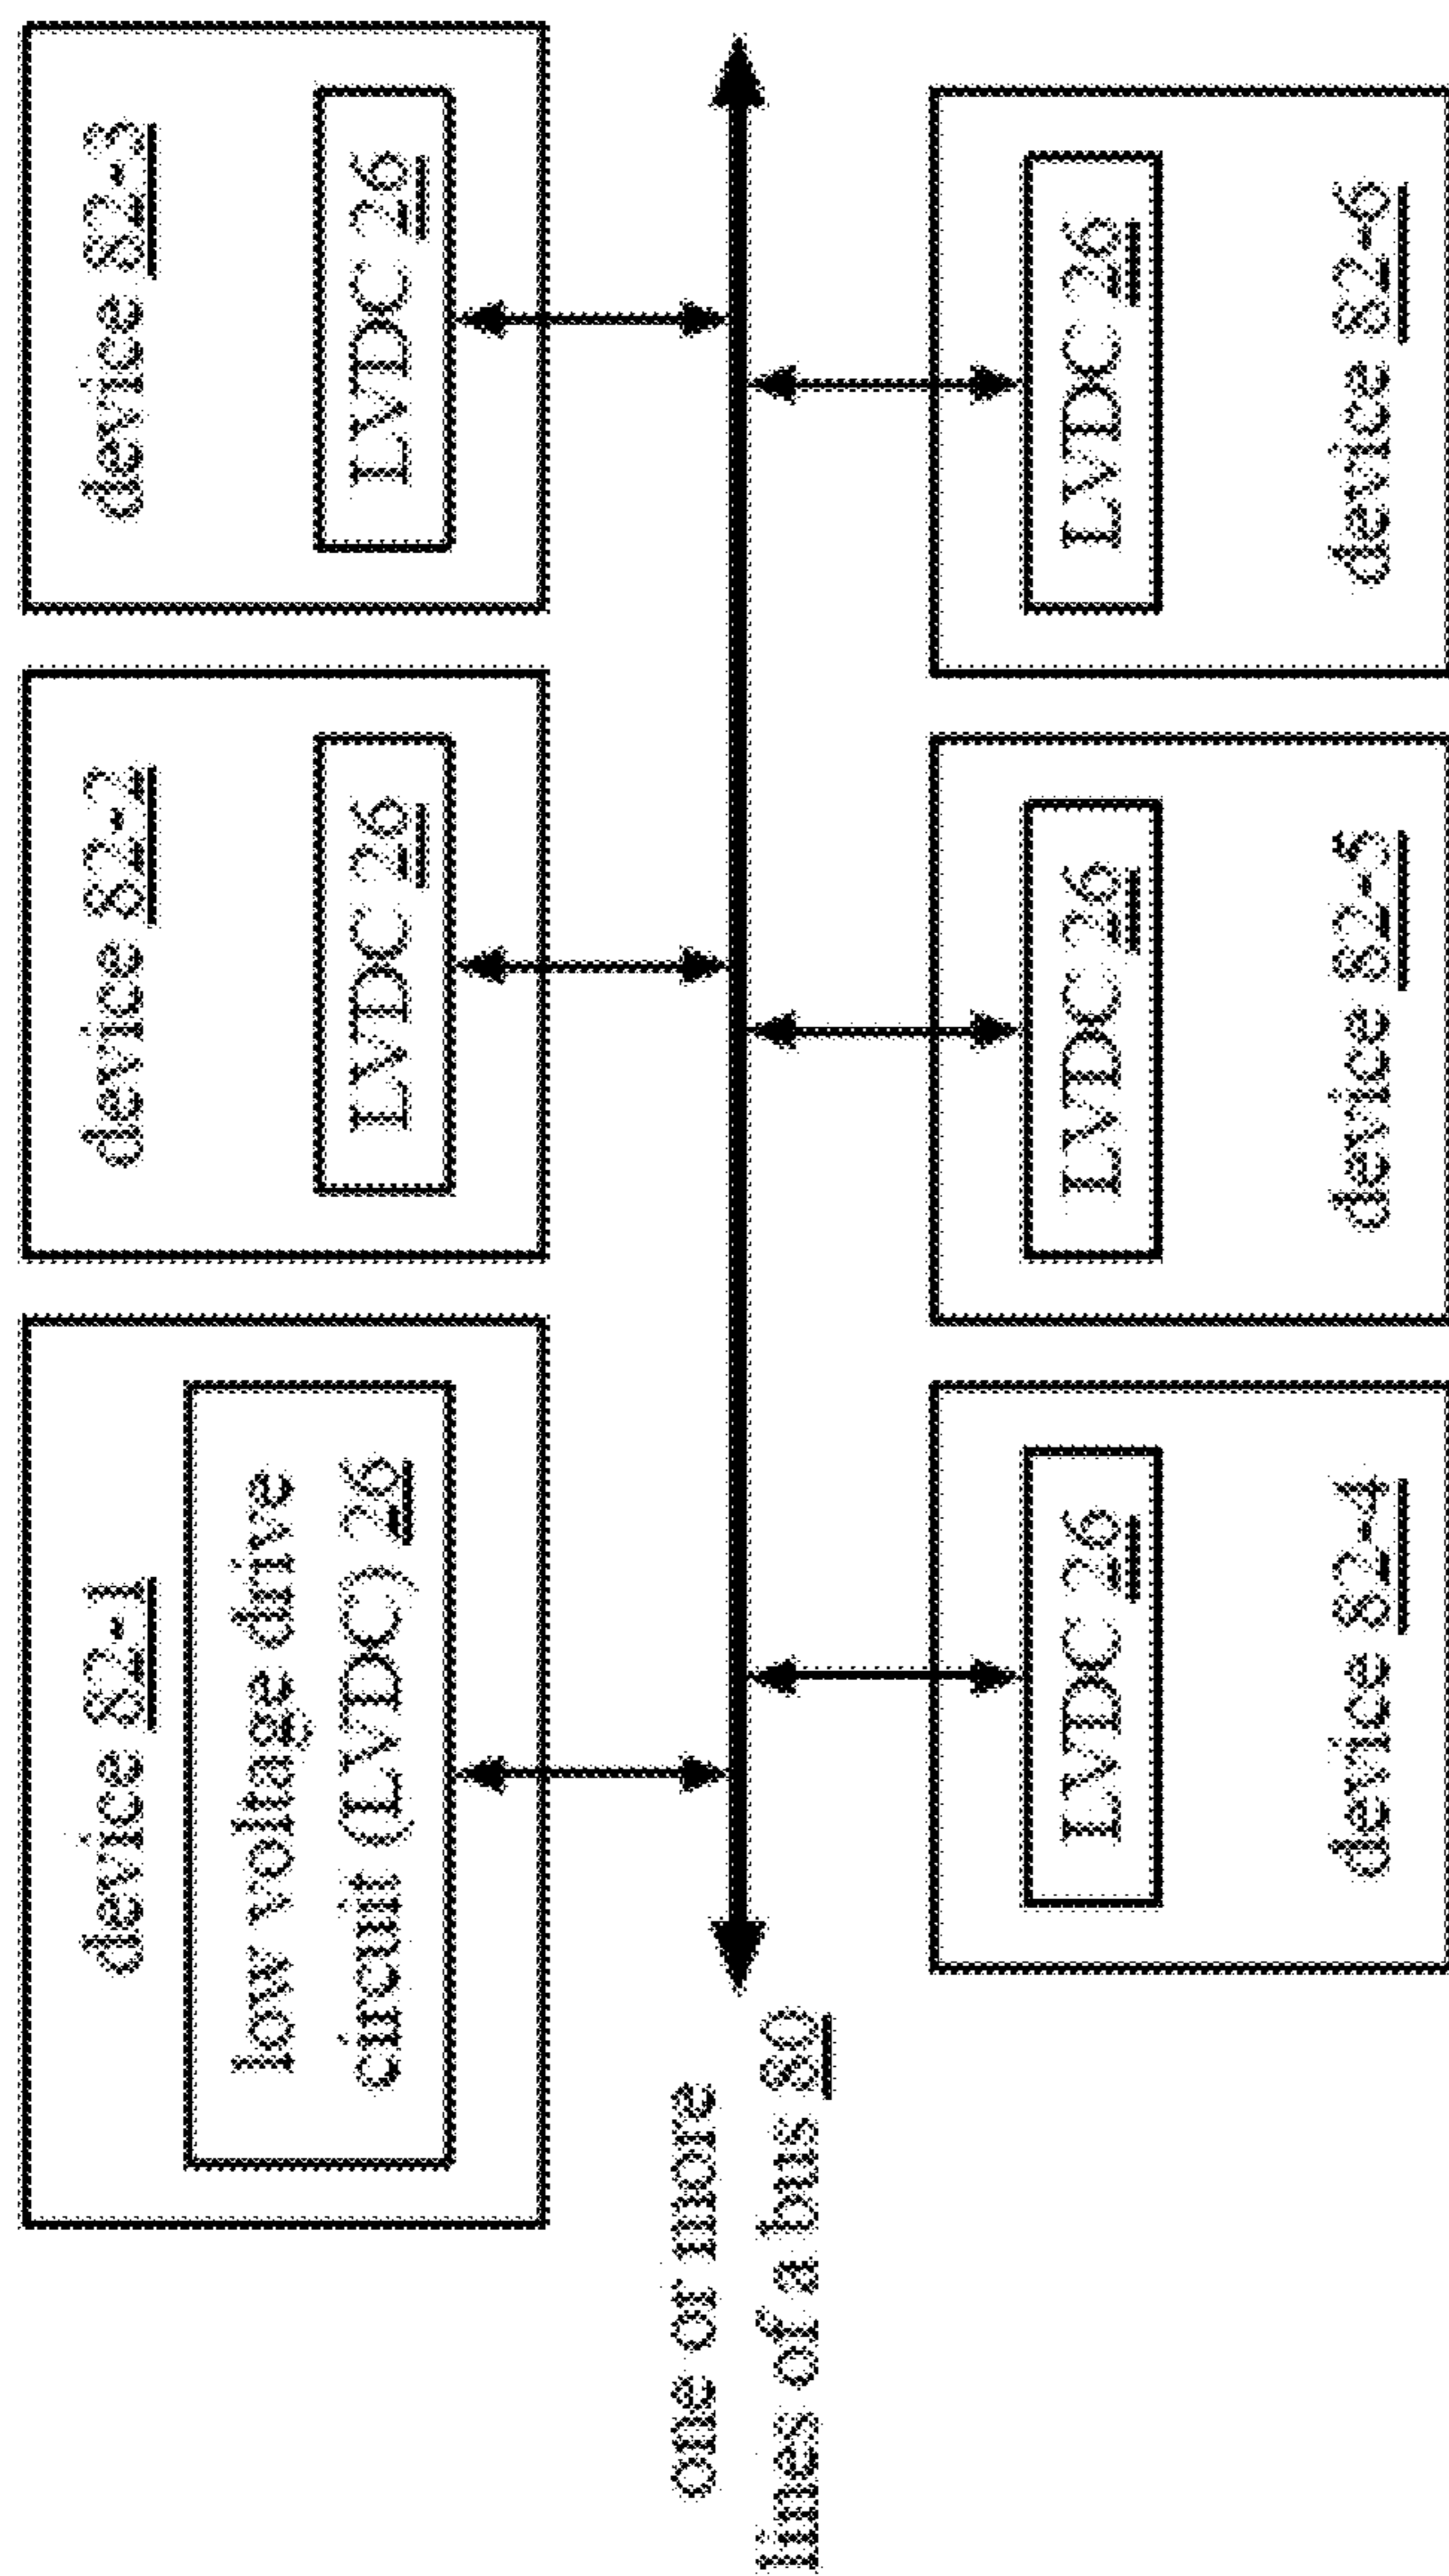 device 82-1
low voltage drive
circuit (LVDC) 26
device 82-2
LVDC 26
device 82-3
LVDC 26
one or more
lines of a bus 80
LVDC 26
device 82-4
LVDC 26
device 82-5
LVDC 26
device 82-6